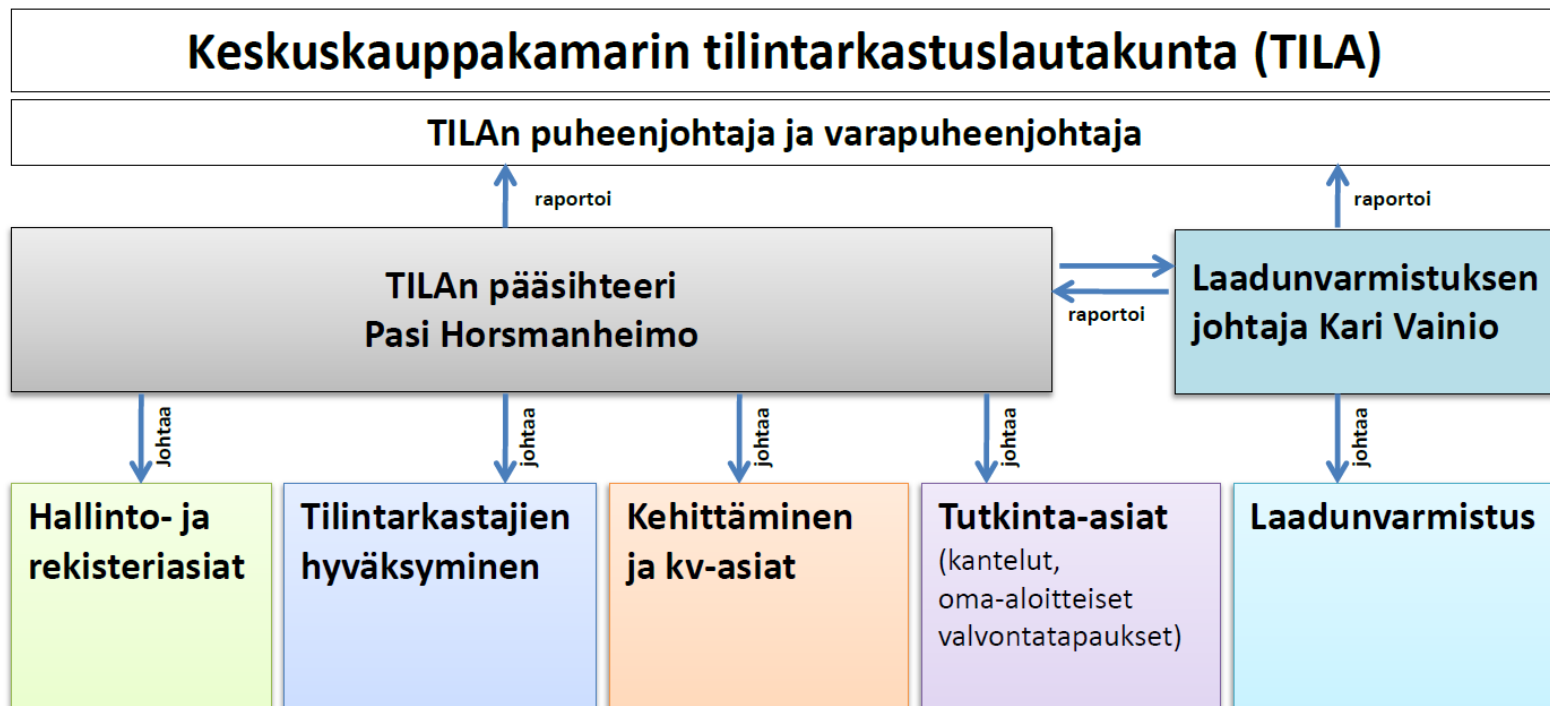 Keskuskauppakamarin tilintarkastuslautakunta (TILA)
TILAn puheenjohtaja ja varapuheenjohtaja
raportoi
raportoi
TILAn pääsihteeri
Pasi Horsmanheimo
raportoi
Laadunvarmistuksen
johtaja Kari Vainio
Johtaa
johtaa
johtaa
johtaa
johtaa
Hallinto- ja
rekisteriasiat
Tilintarkastajien
hyväksyminen
Kehittäminen
ja kv-asiat
Tutkinta-asiat
(kantelut,
oma-aloitteiset
valvontatapaukset)
Laadunvarmistus